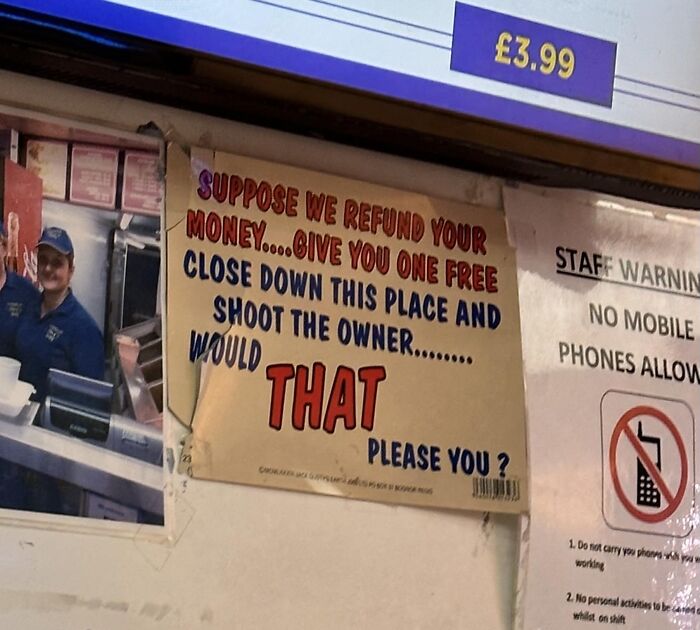 £3.99
SUPPOSE WE REFUND YOUR
MONEY....GIVE YOU ONE FREE
CLOSE DOWN THIS PLACE AND
SHOOT THE OWNER........
WOULD
THAT
PLEASE YOU ?
STAFF WARNIN
NO MOBILE
PHONES ALLOW
1. Do not carry you phones
working
2. No personal activities to be
whilst on shift